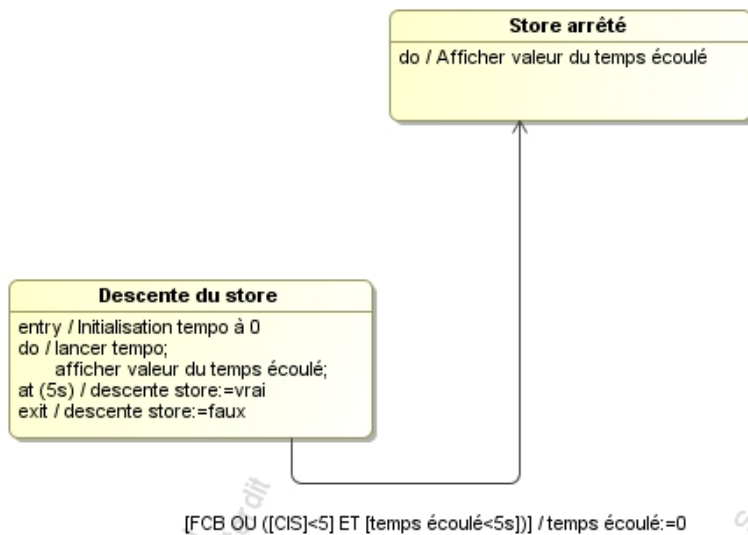 Store arrêté
do / Afficher valeur du temps écoulé
Descente du store
entry / Initialisation tempo à 0
do / lancer tempo;
afficher valeur du temps écoulé;
at (5s) / descente store:=vrai
exit / descente store:=faux
[FCB OU ([CIS]<5] ET [temps écoulé<5s])] / temps écoulé:=0